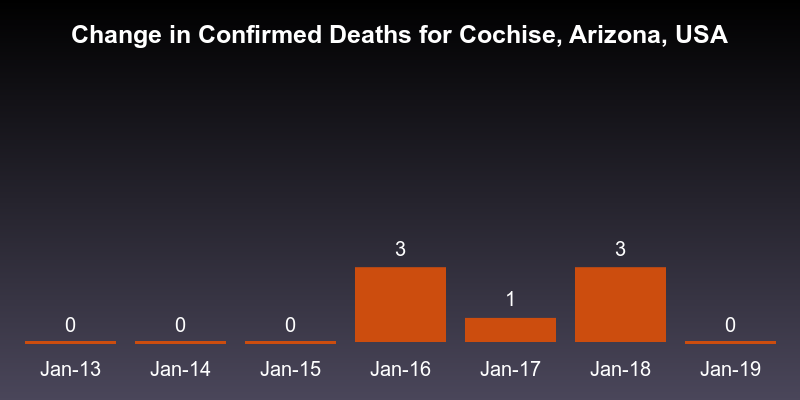 Change in Confirmed Deaths for Cochise, Arizona, USA
0 0 0 3 1 3 0
Jan-13 Jan-14 Jan-15 Jan-16 Jan-17 Jan-18 Jan-19